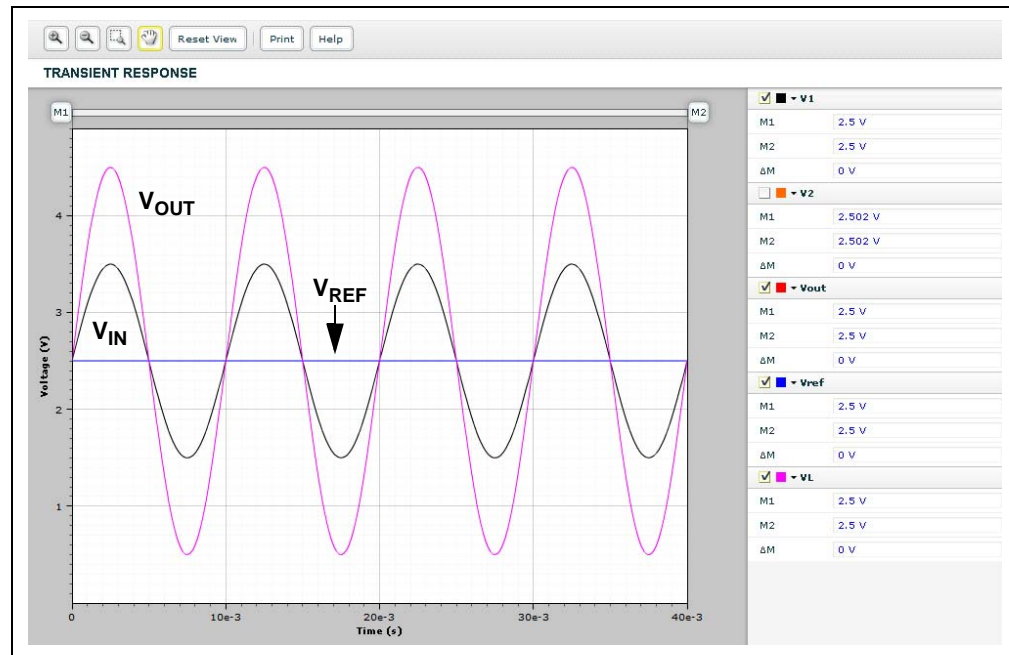 Reset View
Print
Help
TRANSIENT RESPONSE
M1
M2
VOUT
VREF
VIN
4
3
2
1
Voltage (V)
0
10e-3
20e-3
30e-3
40e-3
Time (s)
V1
M1 2.5 V
M2 2.5 V
ΔM 0 V
V2
M1 2.502 V
M2 2.502 V
ΔM 0 V
Vout
M1 2.5 V
M2 2.5 V
ΔM 0 V
Vref
M1 2.5 V
M2 2.5 V
ΔM 0 V
VL
M1 2.5 V
M2 2.5 V
ΔM 0 V